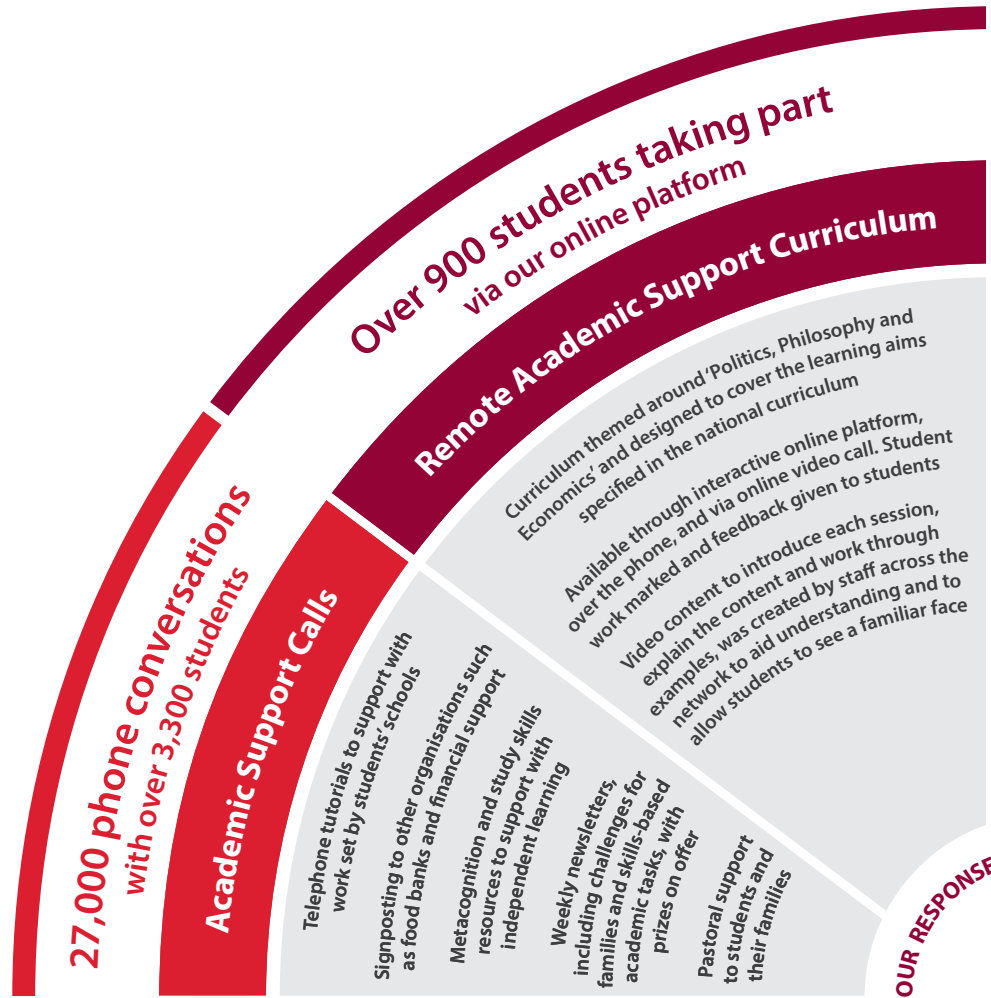 27,000 phone conversations
with over 3,300 students
Academic Support Calls
Telephone tutorials to support with
work set by students’ schools
Signposting to other organisations such
as food banks and financial support
Metacognition and study skills
resources to support with
independent learning
Weekly newsletters,
including challenges for
families and skills-based
academic tasks, with
prizes on offer
Pastoral support
to students and
their families
Over 900 students taking part
via our online platform
Remote Academic Support Curriculum
Curriculum themed around ‘Politics, Philosophy and
Economics’ and designed to cover the learning aims
specified in the national curriculum
Available through interactive online platform,
over the phone, and via online video call. Student
work marked and feedback given to students
Video content to introduce each session,
explain the content and work through
examples, was created by staff across the
network to aid understanding and to
allow students to see a familiar face
OUR RESPONSE